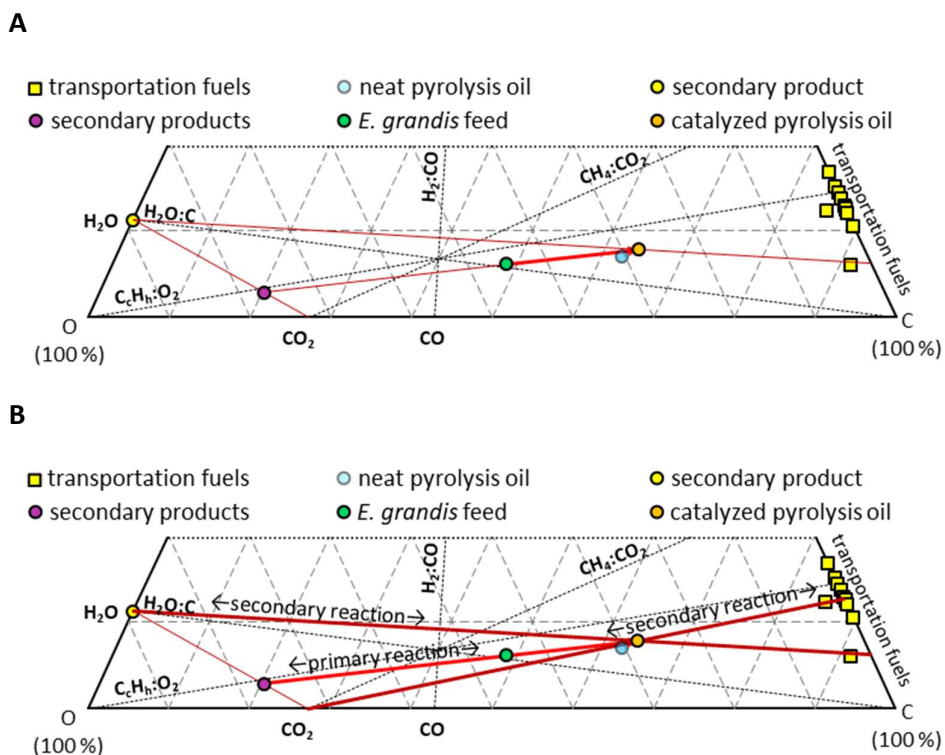 A
transportation fuels
neat pyrolysis oil
secondary product
secondary products
E. grandis feed
catalyzed pyrolysis oil
H₂O
H₂O:C
H₂:CO
CH₄:CO₂
transportation fuels
CcHh:O₂
O
(100 %)
CO₂
CO
C
(100 %)
B
transportation fuels
neat pyrolysis oil
secondary product
secondary products
E. grandis feed
catalyzed pyrolysis oil
H₂O
H₂O:C
←secondary reaction→
H₂:CO
CH₄:CO₂
←secondary reaction→
transportation fuels
←primary reaction→
CcHh:O₂
O
(100 %)
CO₂
CO
C
(100 %)